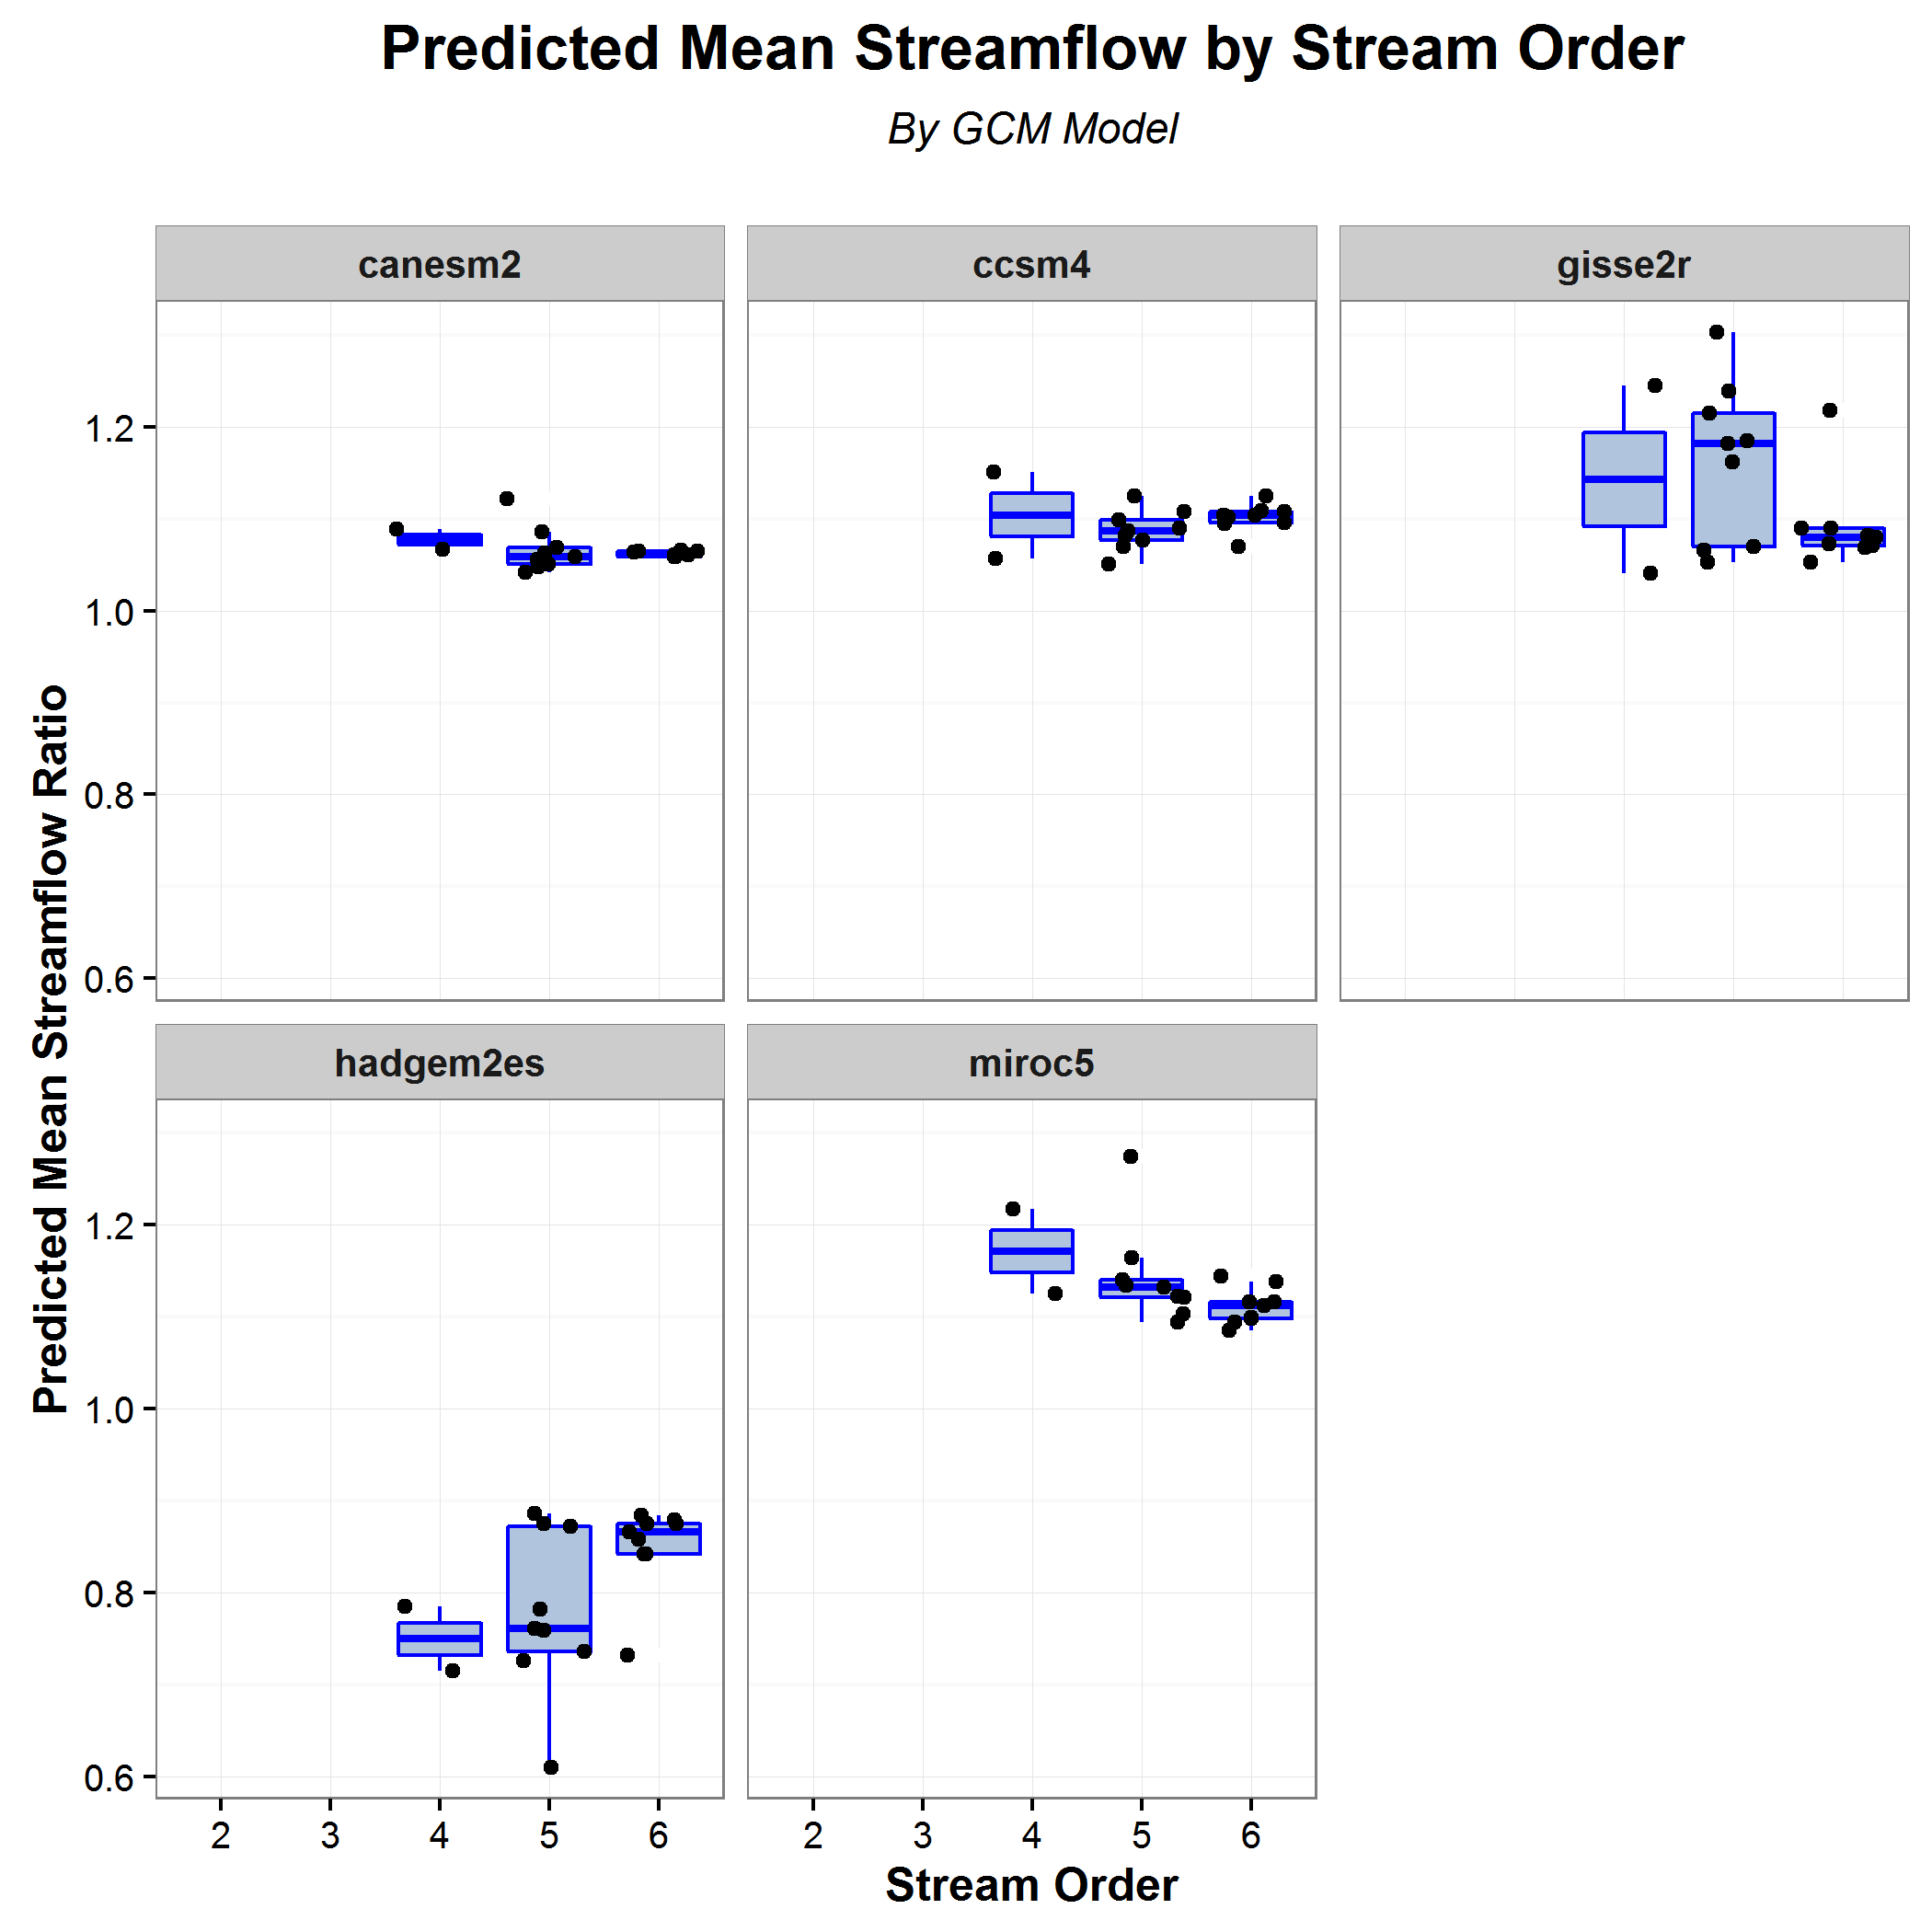 Predicted Mean Streamflow by Stream Order
By GCM Model
canesm2
ccsm4
gisse2r
1.2
1.0
0.8
0.6
Predicted Mean Streamflow Ratio
hadgem2es
miroc5
1.2
1.0
0.8
0.6
2 3 4 5 6
2 3 4 5 6
Stream Order